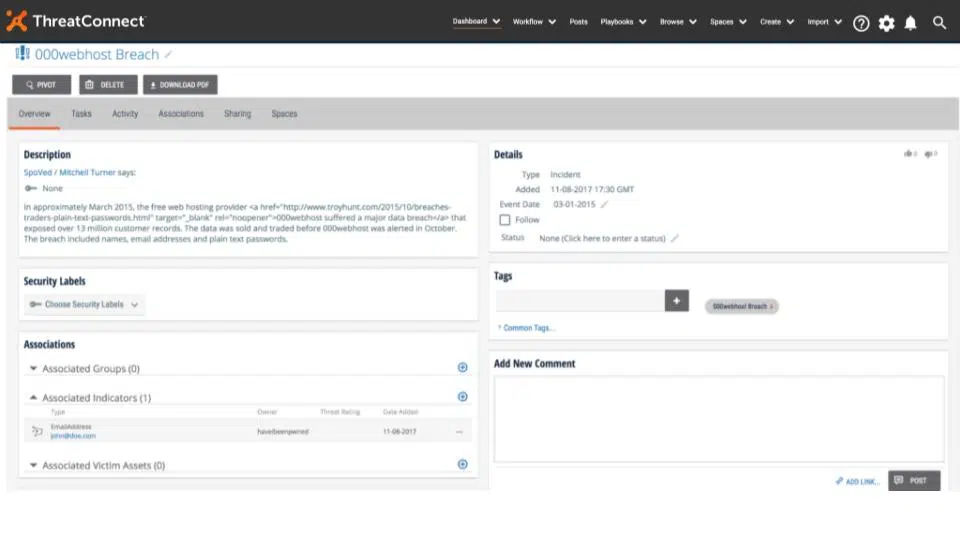 ThreatConnect
Dashboard Workflow Posts Playbooks Browse Spaces Create Import
000webhost Breach
PIVOT DELETE DOWNLOAD PDF
Overview Tasks Activity Associations Sharing Spaces
Description
SpoVed / Mitchell Turner says:
None
In approximately March 2015, the free web hosting provider <a href="http://www.troyhunt.com/2015/10/breaches-
traders-plain-text-passwords.html" target="_blank" rel="noopener">000webhost suffered a major data breach</a> that
exposed over 13 million customer records. The data was sold and traded before 000webhost was alerted in October.
The breach included names, email addresses and plain text passwords.
Security Labels
Choose Security Labels
Associations
Associated Groups (0)
Associated Indicators (1)
Type Owner Threat Rating Date Added
EmailAddress
john@doe.com
haveibeenpwned 11-08-2017 ...
Associated Victim Assets (0)
Details
0 0
Type Incident
Added 11-08-2017 17:30 GMT
Event Date 03-01-2015
Follow
Status None (Click here to enter a status)
Tags
+ 000webhost Breach x
Common Tags...
Add New Comment
ADD LINK... POST